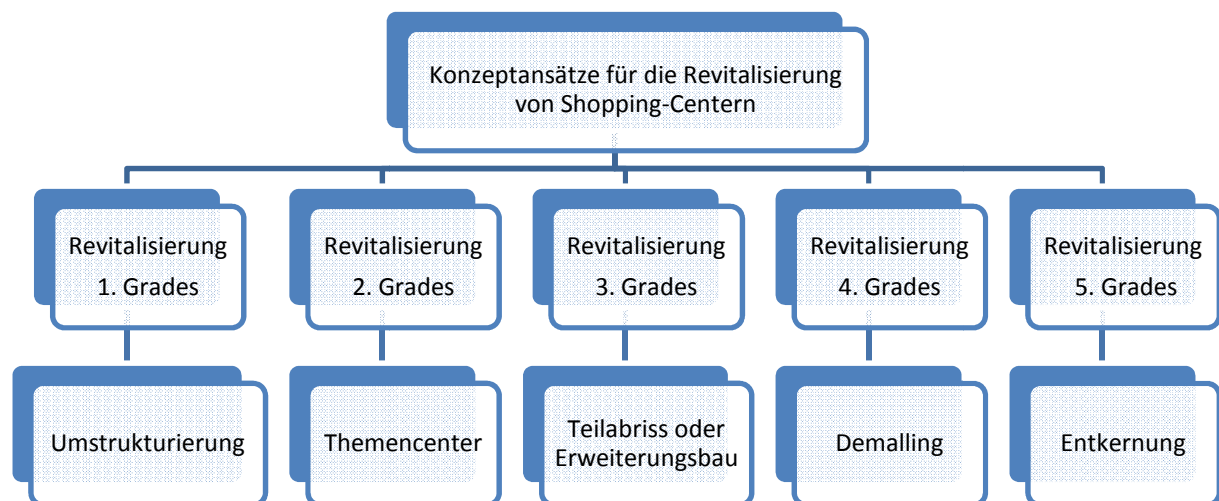 Konzeptansätze für die Revitalisierung
von Shopping-Centern
Revitalisierung
1. Grades
Revitalisierung
2. Grades
Revitalisierung
3. Grades
Revitalisierung
4. Grades
Revitalisierung
5. Grades
Umstrukturierung
Themencenter
Teilabriss oder
Erweiterungsbau
Demalling
Entkernung